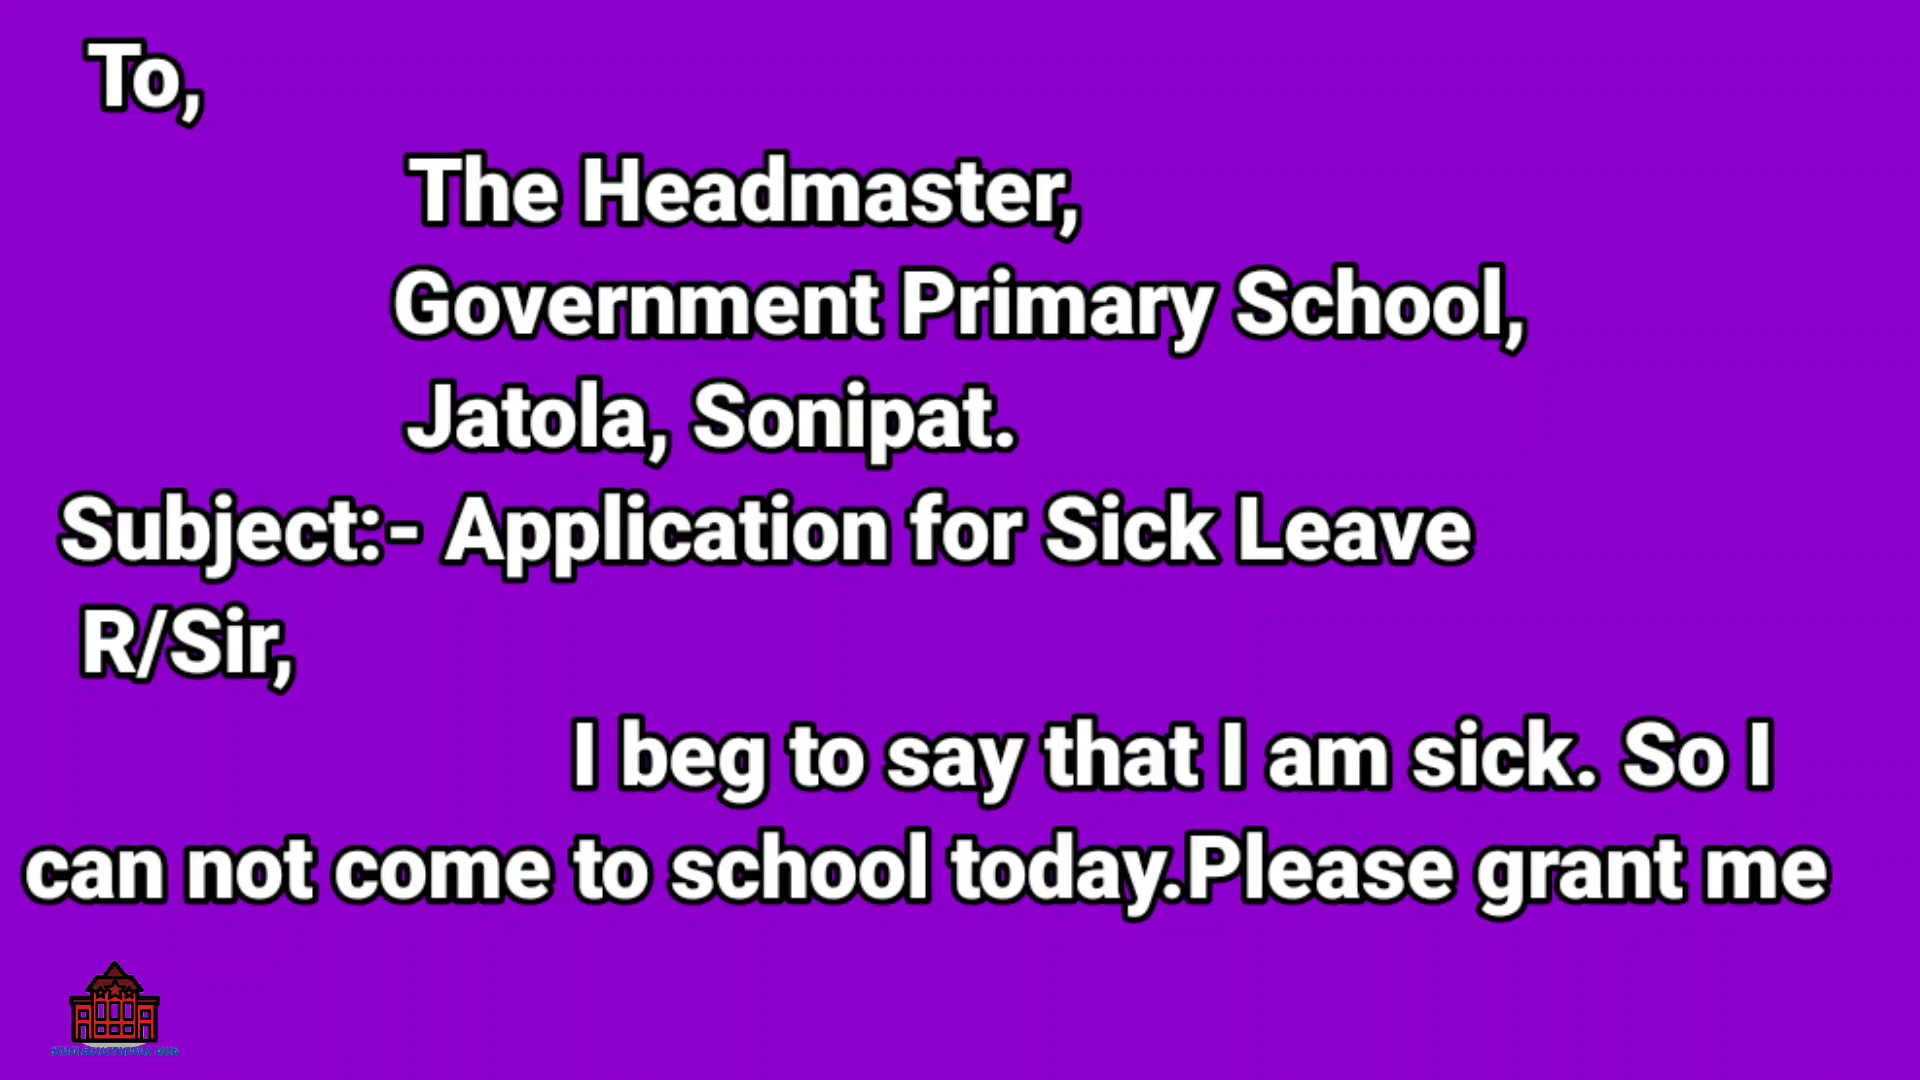 To,
The Headmaster,
Government Primary School,
Jatola, Sonipat.
Subject:- Application for Sick Leave
R/Sir,
I beg to say that I am sick. So I
can not come to school today.Please grant me